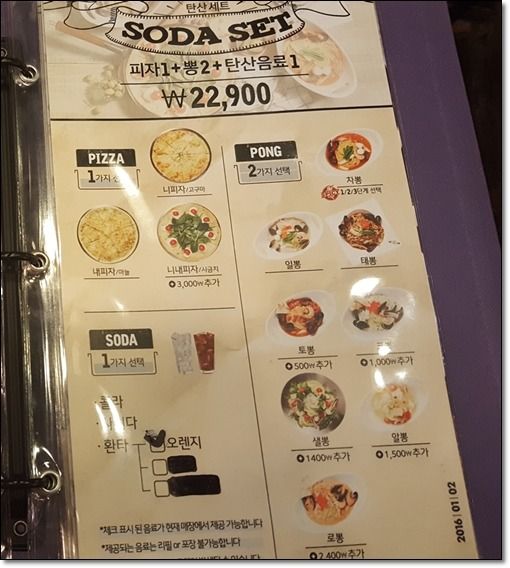 탄산 세트
SODA SET
피자1+뽕2+탄산음료1
₩ 22,900
PIZZA
1가지 선
니피자/고구마
내피자/마늘
니내피자/시금치
+3,000₩ 추가
SODA
1가지 선택
· 콜라
· 환타
오렌지
*체크 표시 된 음료가 현재 매장에서 제공 가능합니다
*제공되는 음료는 리필 or 포장 불가능합니다
PONG
2가지 선택
차뽕
1/2/3단계 선택
일뽕
태뽕
토뽕
+500₩ 추가
+1,000₩ 추가
샐뽕
+1400₩ 추가
알뽕
+1,500₩ 추가
로뽕
+2,400₩ 추가
2016|01|02